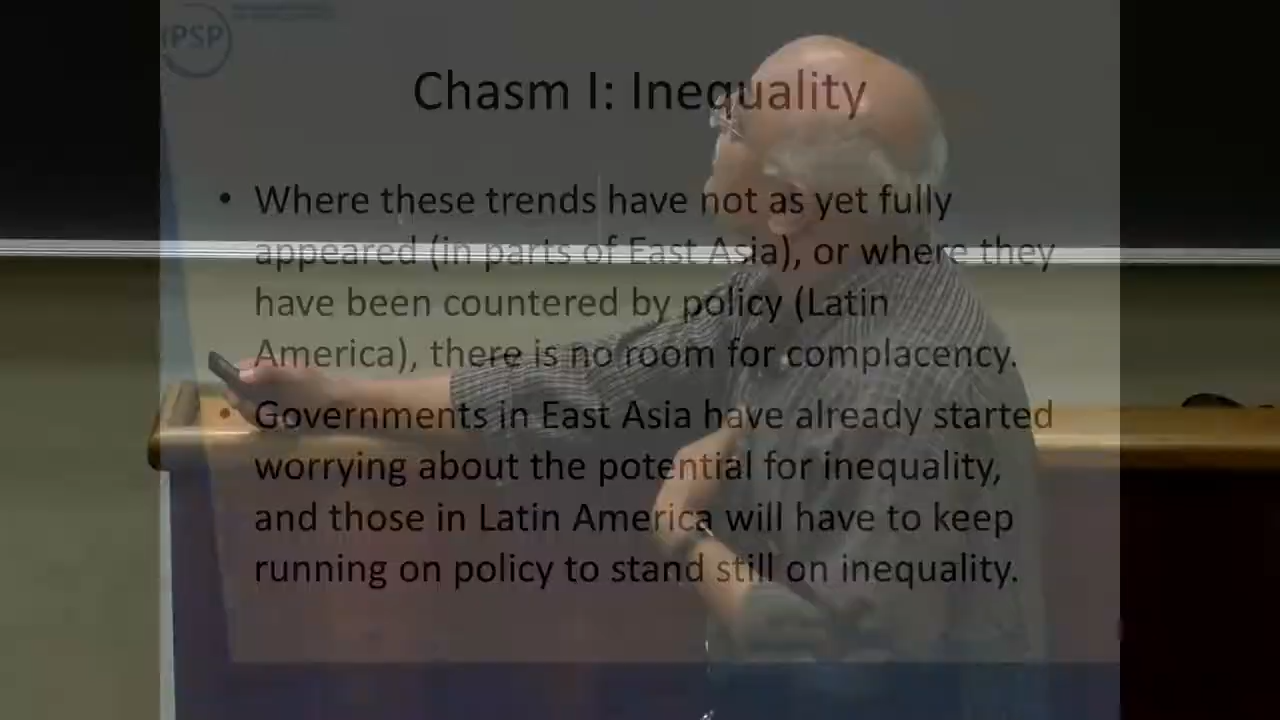 IPSP
Chasm I: Inequality
• Where these trends have not as yet fully
appeared (in parts of East Asia), or where they
have been countered by policy (Latin
America), there is no room for complacency.
• Governments in East Asia have already started
worrying about the potential for inequality,
and those in Latin America will have to keep
running on policy to stand still on inequality.